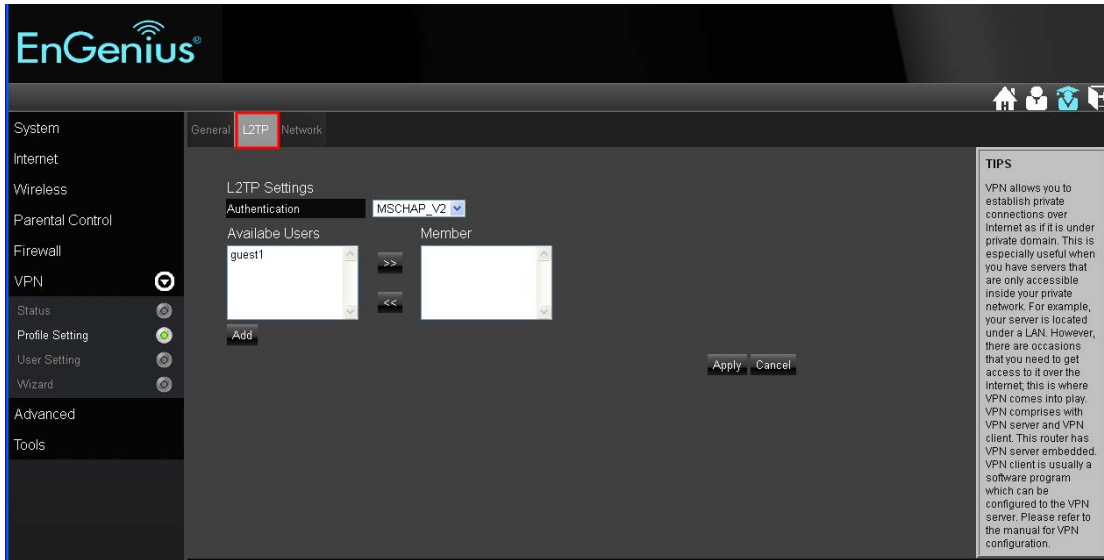 EnGenius®
System
Internet
Wireless
Parental Control
Firewall
VPN
Status
Profile Setting
User Setting
Wizard
Advanced
Tools
General L2TP Network
L2TP Settings
Authentication MSCHAP_V2
Availabe Users Member
guest1
>>
<<
Add
Apply Cancel
TIPS
VPN allows you to
establish private
connections over
Internet as if it is under
private domain. This is
especially useful when
you have servers that
are only accessible
inside your private
network. For example,
your server is located
under a LAN. However,
there are occasions
that you need to get
access to it over the
Internet; this is where
VPN comes into play.
VPN comprises with
VPN server and VPN
client. This router has
VPN server embedded.
VPN client is usually a
software program
which can be
configured to the VPN
server. Please refer to
the manual for VPN
configuration.